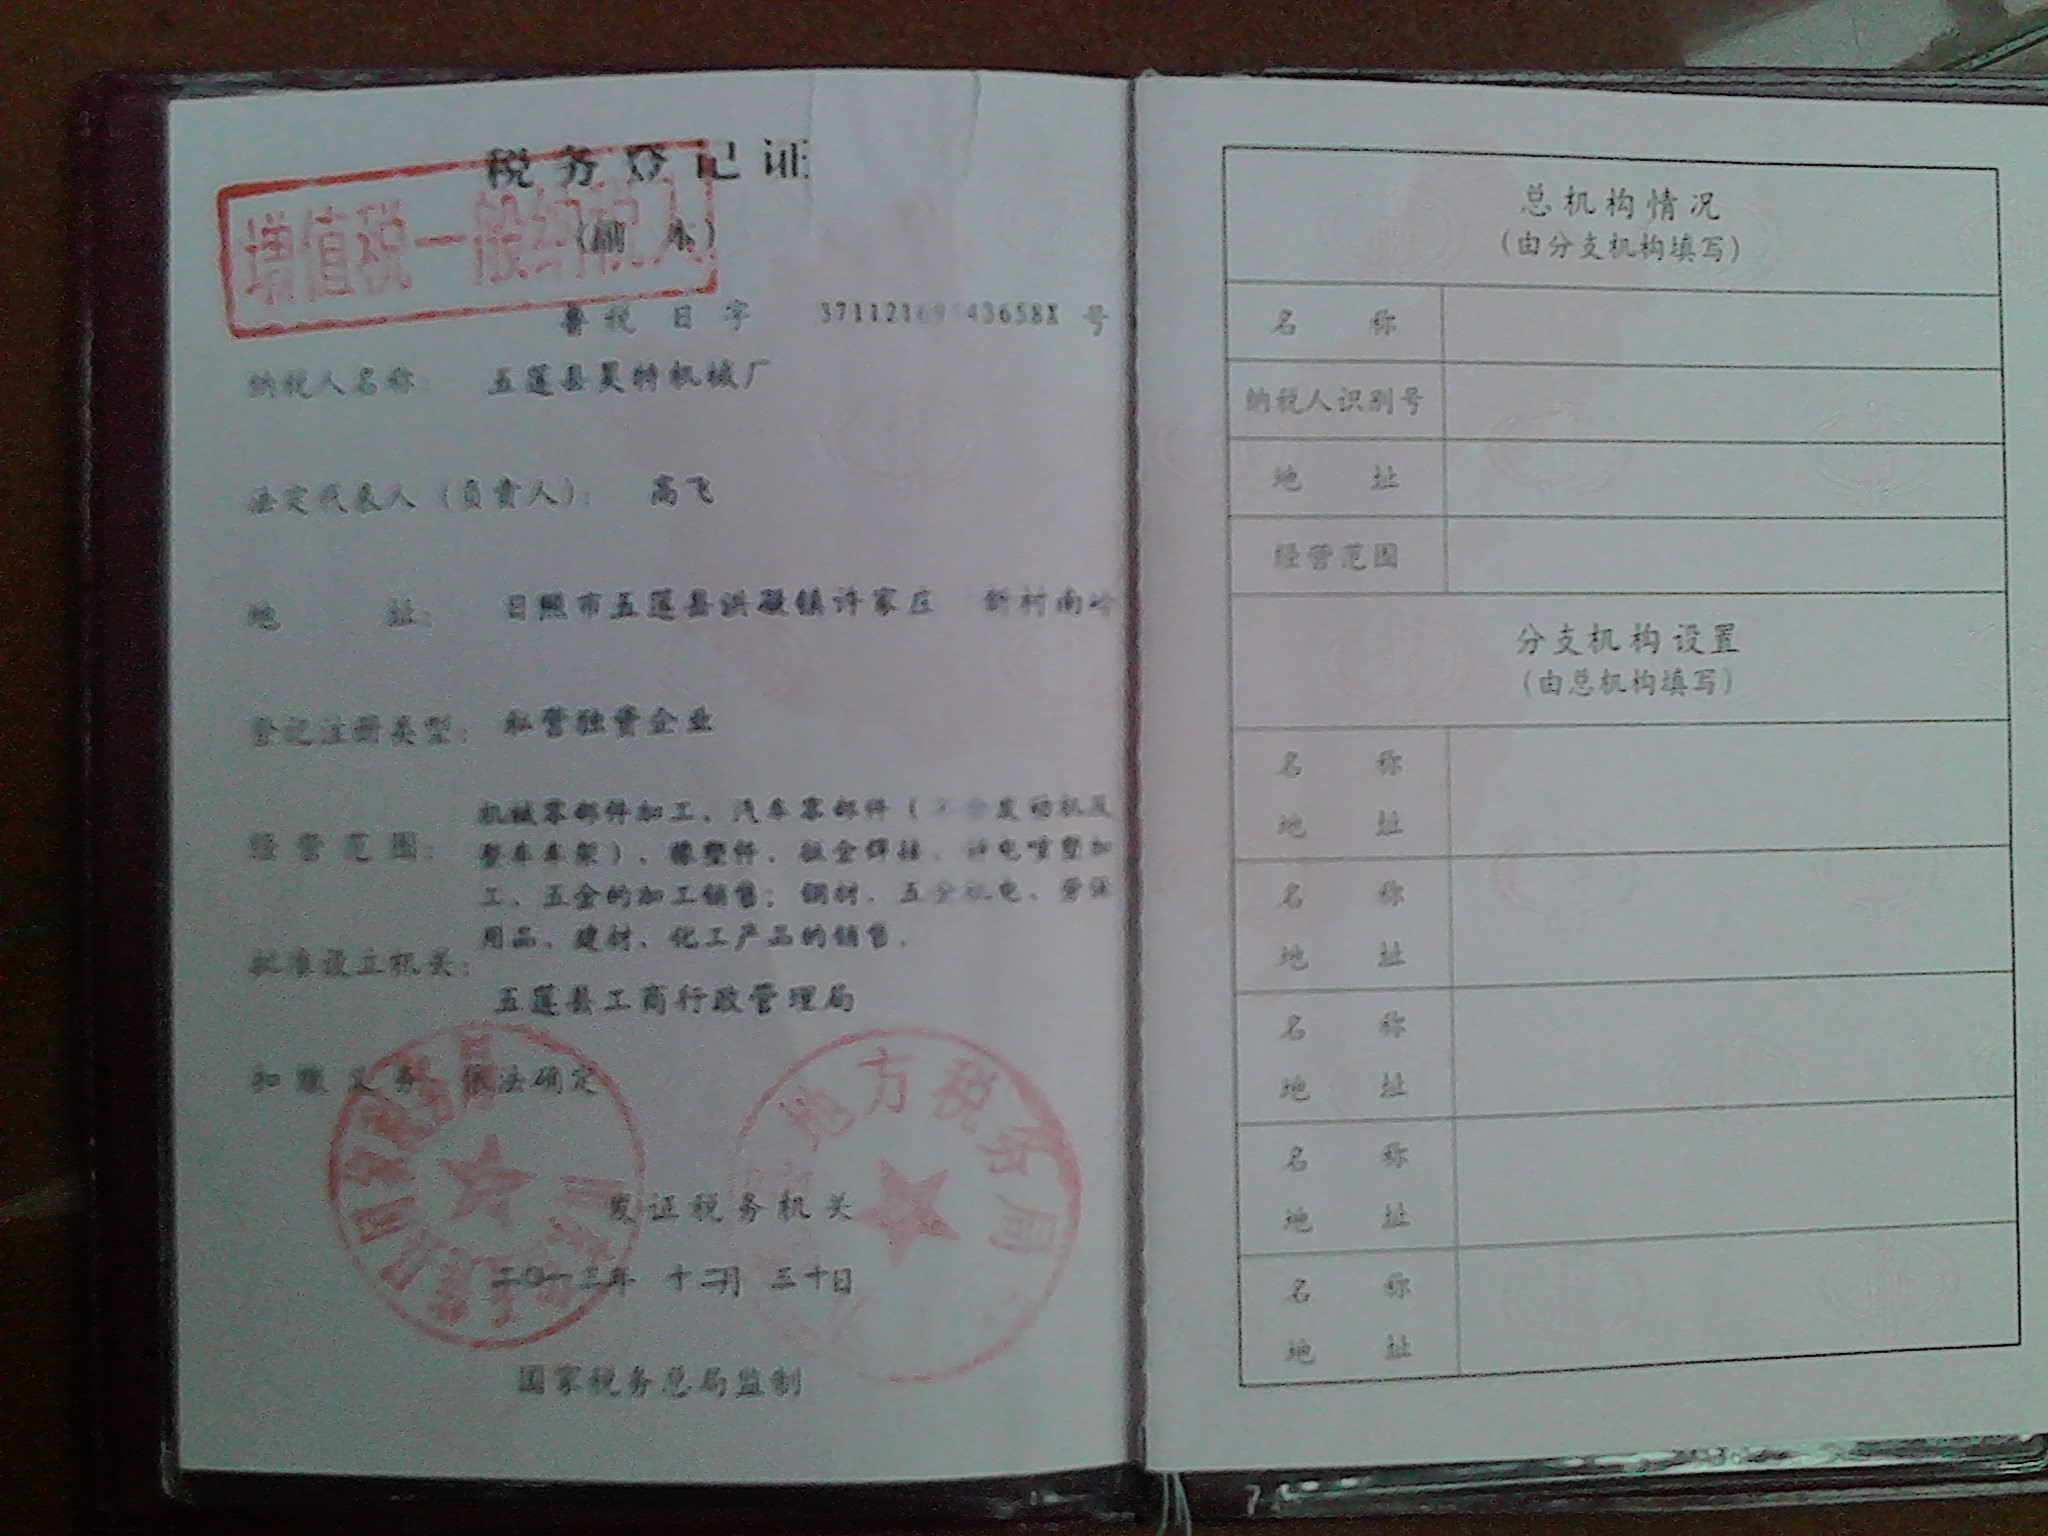 税务登记证
(副 本)
增值税一般纳税人
鲁税 日 字 号
纳税人名称: 五莲县昊特机械厂
法定代表人(负责人): 高飞
地 址: 日照市五莲县洪凝镇许家庄 新村南岭
登记注册类型: 私营独资企业
经营范围: 机械零部件加工、汽车零部件(不含发动机及
整车车架)、橡塑件、钣金焊接、静电喷塑加
工、五金的加工销售;钢材、五金机电、劳保
用品、建材、化工产品的销售.
批准设立机关:
五莲县工商行政管理局
扣缴义务 依法确定
国家税务局
地方税务局
发证税务机关
二〇一三年 十二月 三十日
国家税务总局监制
总机构情况
(由分支机构填写)
名 称
纳税人识别号
地 址
经营范围
分支机构设置
(由总机构填写)
名 称
地 址
名 称
地 址
名 称
地 址
名 称
地 址
名 称
地 址